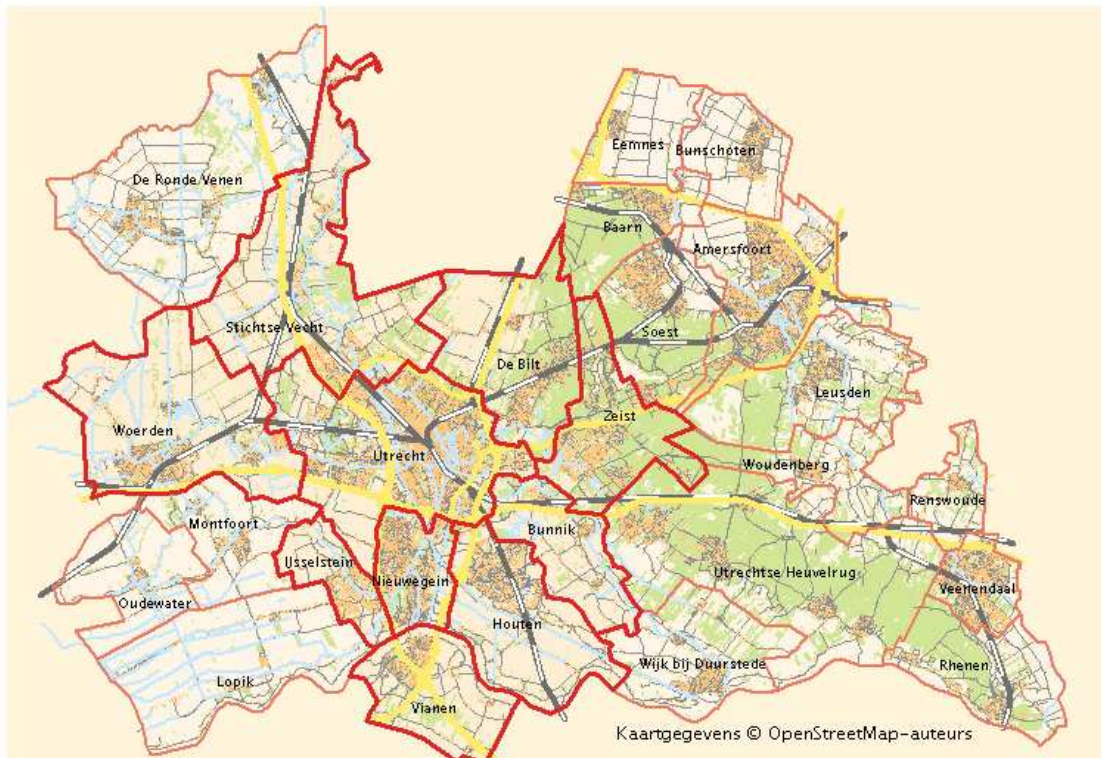 Eemnes
Bunschoten
De Ronde Venen
Baarn
Amersfoort
Stichtse Vecht
Soest
De Bilt
Leusden
Zeist
Woerden
Utrecht
Woudenberg
Renswoude
Montfoort
Bunnik
IJsselstein
Utrechtse Heuvelrug
Nieuwegein
Veenendaal
Oudewater
Houten
Wijk bij Duurstede
Rhenen
Lopik
Vianen
Kaartgegevens © OpenStreetMap-auteurs